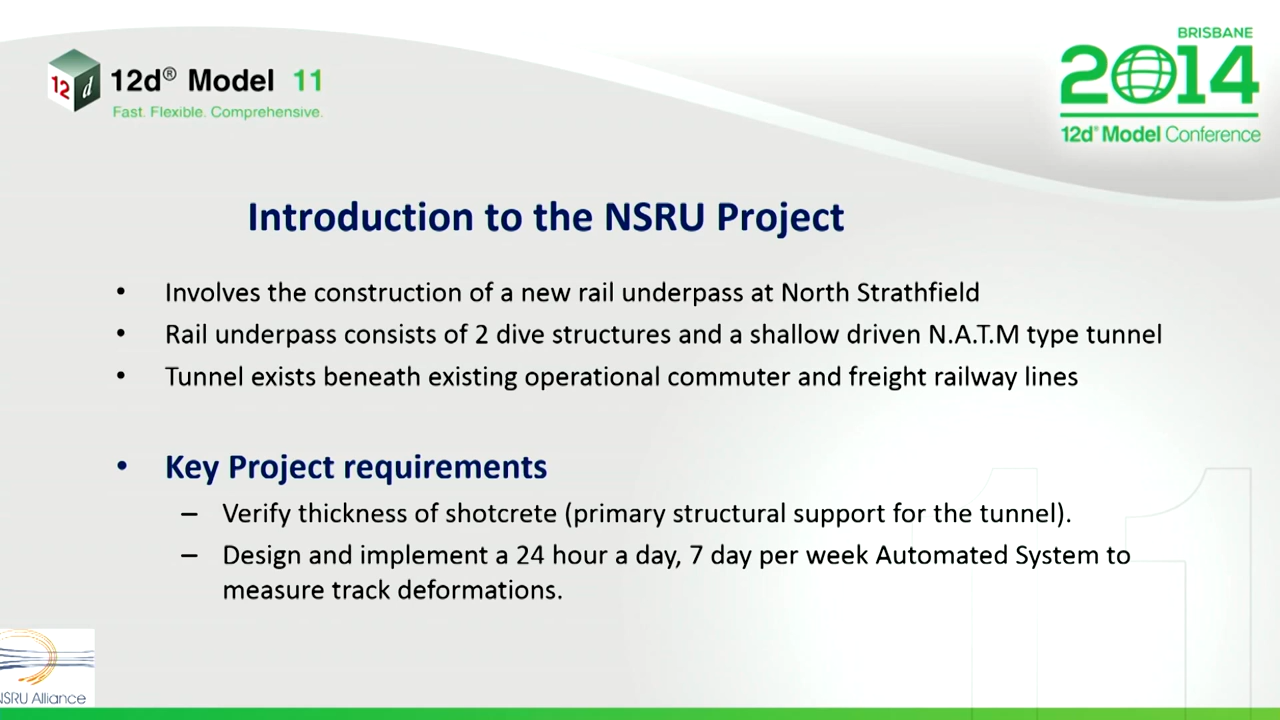 BRISBANE
2014
12d® Model Conference
12 d
12d® Model 11
Fast. Flexible. Comprehensive.
Introduction to the NSRU Project
• Involves the construction of a new rail underpass at North Strathfield
• Rail underpass consists of 2 dive structures and a shallow driven N.A.T.M type tunnel
• Tunnel exists beneath existing operational commuter and freight railway lines
• Key Project requirements
– Verify thickness of shotcrete (primary structural support for the tunnel).
– Design and implement a 24 hour a day, 7 day per week Automated System to
measure track deformations.
11
NSRU Alliance